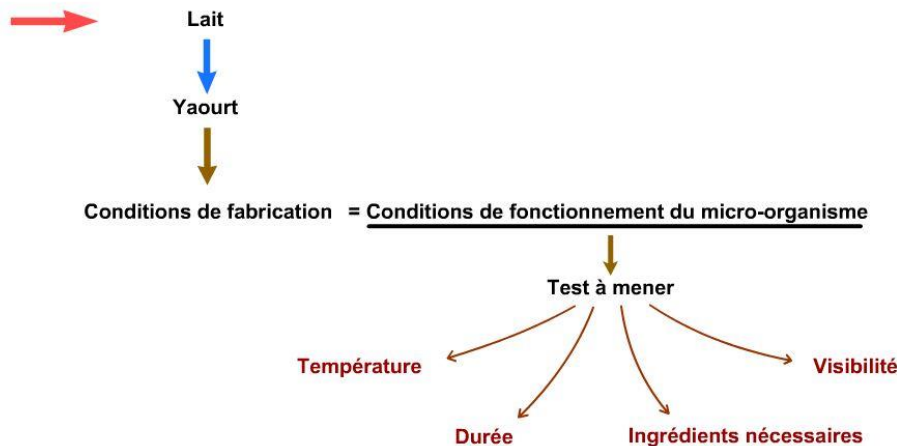 Lait
Yaourt
Conditions de fabrication = Conditions de fonctionnement du micro-organisme
Test à mener
Température
Visibilité
Durée
Ingrédients nécessaires